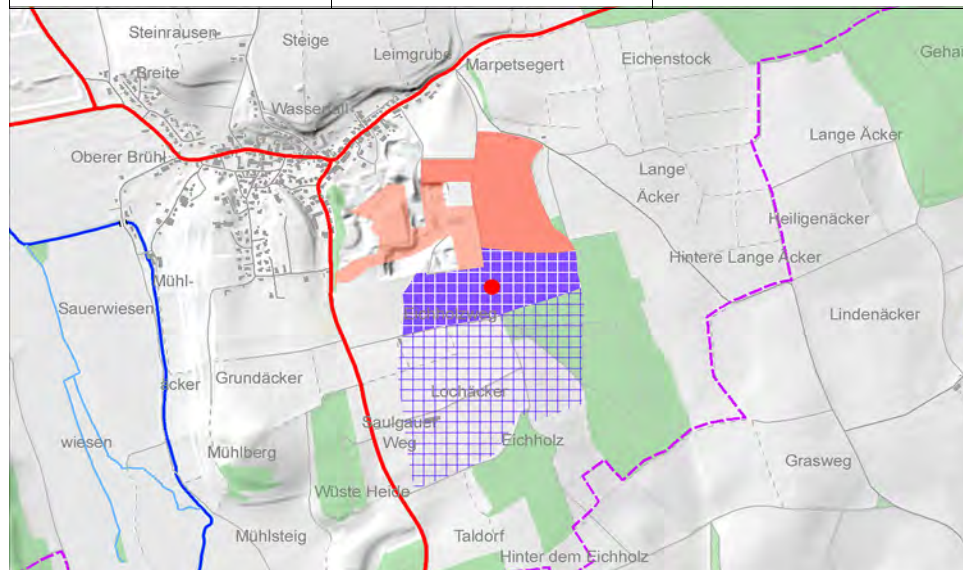 Steinrausen
Steige
Leimgrube
Marpetsegert
Eichenstock
Gehai
Breite
Wasserfall
Lange Äcker
Oberer Brühl
Lange
Äcker
Heiligenäcker
Hintere Lange Äcker
Mühl-
Sauerwiesen
Lindenäcker
äcker
Grundäcker
Lochäcker
Saulgauer
Weg
wiesen
Eichholz
Mühlberg
Grasweg
Wüste Heide
Mühlsteig
Taldorf
Hinter dem Eichholz